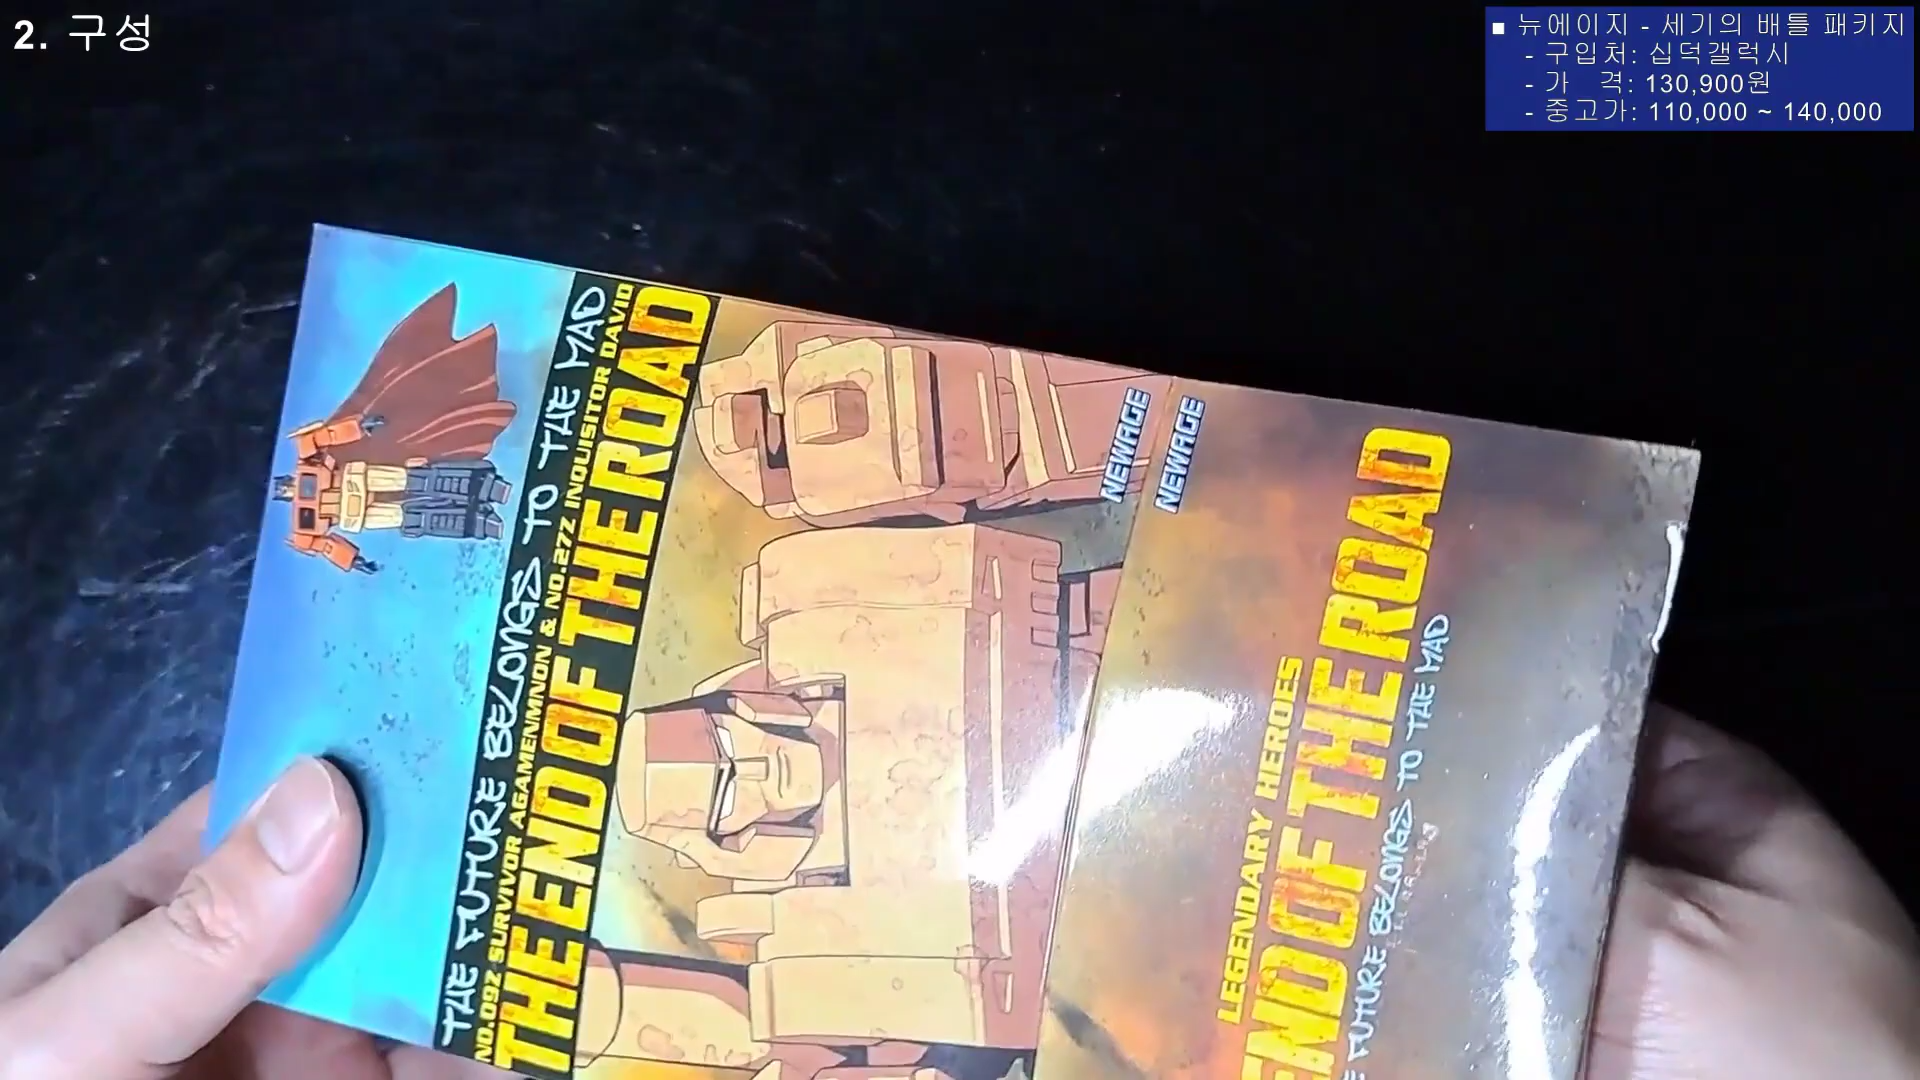 2. 구성
■ 뉴에이지 - 세기의 배틀 패키지
- 구입처: 십덕갤럭시
- 가 격: 130,900원
- 중고가: 110,000 ~ 140,000
THE FUTURE BELONGS TO THE MAD
NO.092 SURVIVOR AGAMENMNON & NO.27Z INQUISITOR DAVID
THE END OF THE ROAD
NEWAGE
NEWAGE
LEGENDARY HEROES
END OF THE ROAD
FUTURE BELONGS TO THE MAD